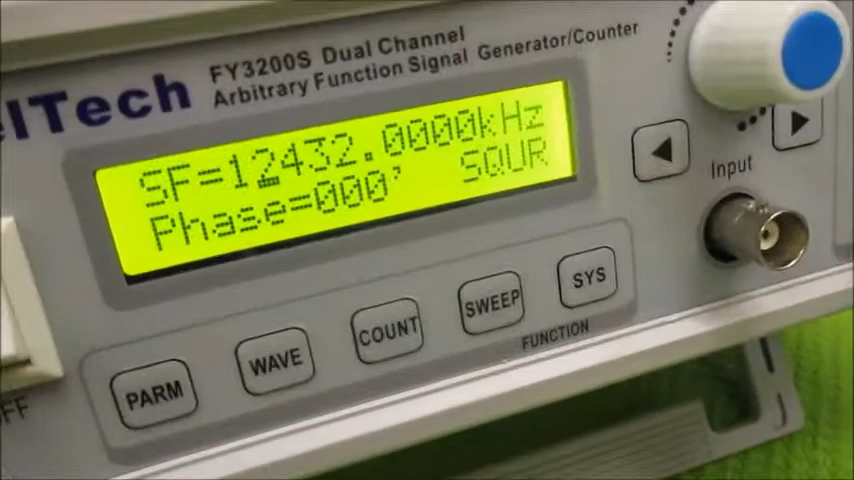 elTech
FY3200S Dual Channel
Arbitrary Function Signal Generator/Counter
SF=12432.0000kHz
Phase=000' SQUR
Input
PARM
WAVE
COUNT
SWEEP
SYS
FUNCTION
FF